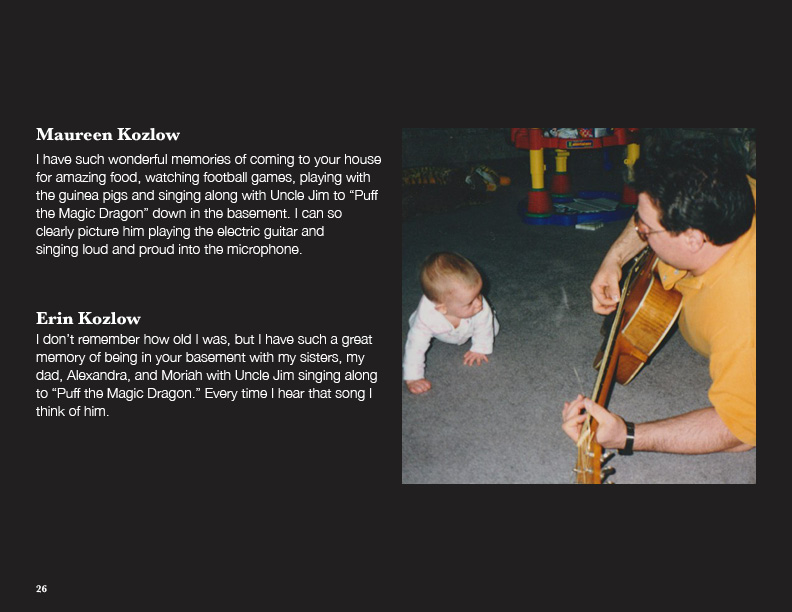 Maureen Kozlow
I have such wonderful memories of coming to your house
for amazing food, watching football games, playing with
the guinea pigs and singing along with Uncle Jim to “Puff
the Magic Dragon” down in the basement. I can so
clearly picture him playing the electric guitar and
singing loud and proud into the microphone.
Erin Kozlow
I don’t remember how old I was, but I have such a great
memory of being in your basement with my sisters, my
dad, Alexandra, and Moriah with Uncle Jim singing along
to “Puff the Magic Dragon.” Every time I hear that song I
think of him.
26